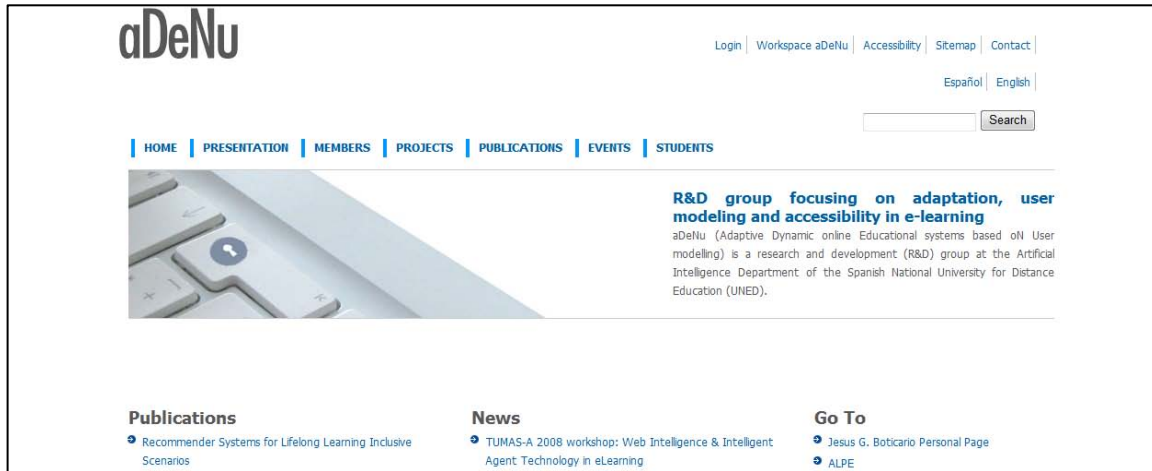 aDeNu
Login Workspace aDeNu Accessibility Sitemap Contact
Español English
Search
HOME PRESENTATION MEMBERS PROJECTS PUBLICATIONS EVENTS STUDENTS
R&D group focusing on adaptation, user
modeling and accessibility in e-learning
aDeNu (Adaptive Dynamic online Educational systems based oN User
modelling) is a research and development (R&D) group at the Artificial
Intelligence Department of the Spanish National University for Distance
Education (UNED).
Publications
Recommender Systems for Lifelong Learning Inclusive
Scenarios
News
TUMAS-A 2008 workshop: Web Intelligence & Intelligent
Agent Technology in eLearning
Go To
Jesus G. Boticario Personal Page
ALPE